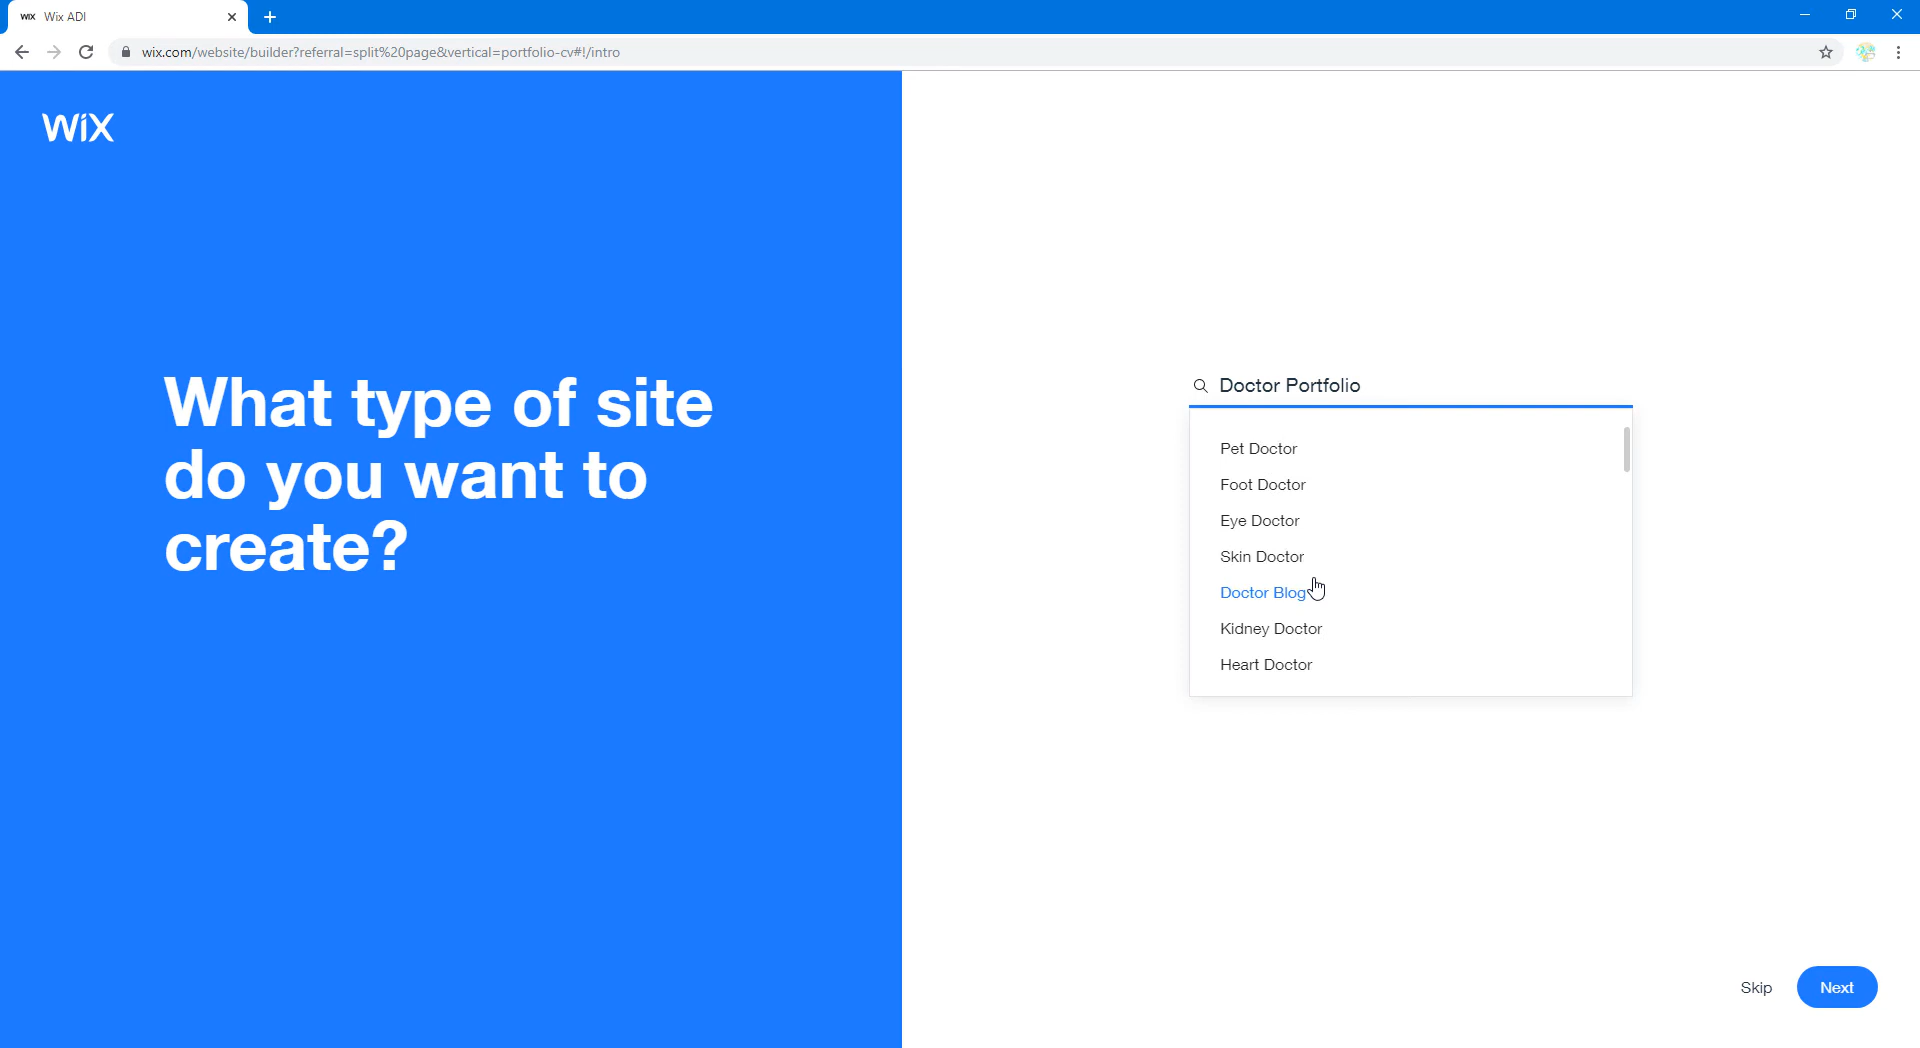 WiX Wix ADI
wix.com/website/builder?referral=split%20page&vertical=portfolio-cv#!/intro
WiX
What type of site
do you want to
create?
Doctor Portfolio
Pet Doctor
Foot Doctor
Eye Doctor
Skin Doctor
Doctor Blog
Kidney Doctor
Heart Doctor
Skip Next